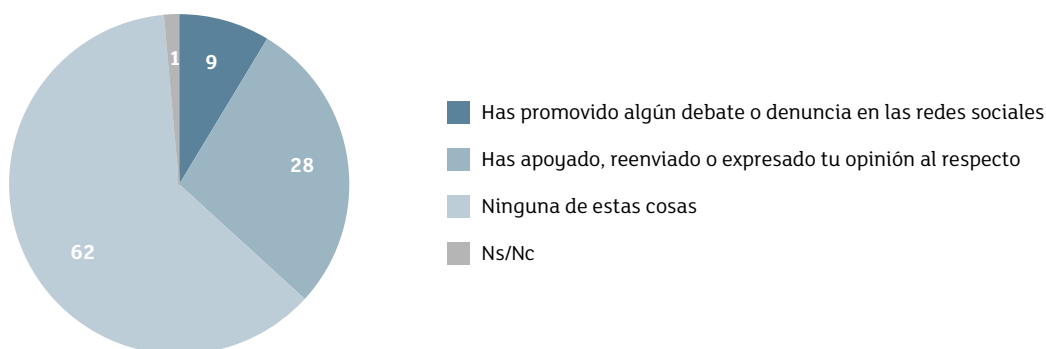 1
9
28
62
Has promovido algún debate o denuncia en las redes sociales
Has apoyado, reenviado o expresado tu opinión al respecto
Ninguna de estas cosas
Ns/Nc